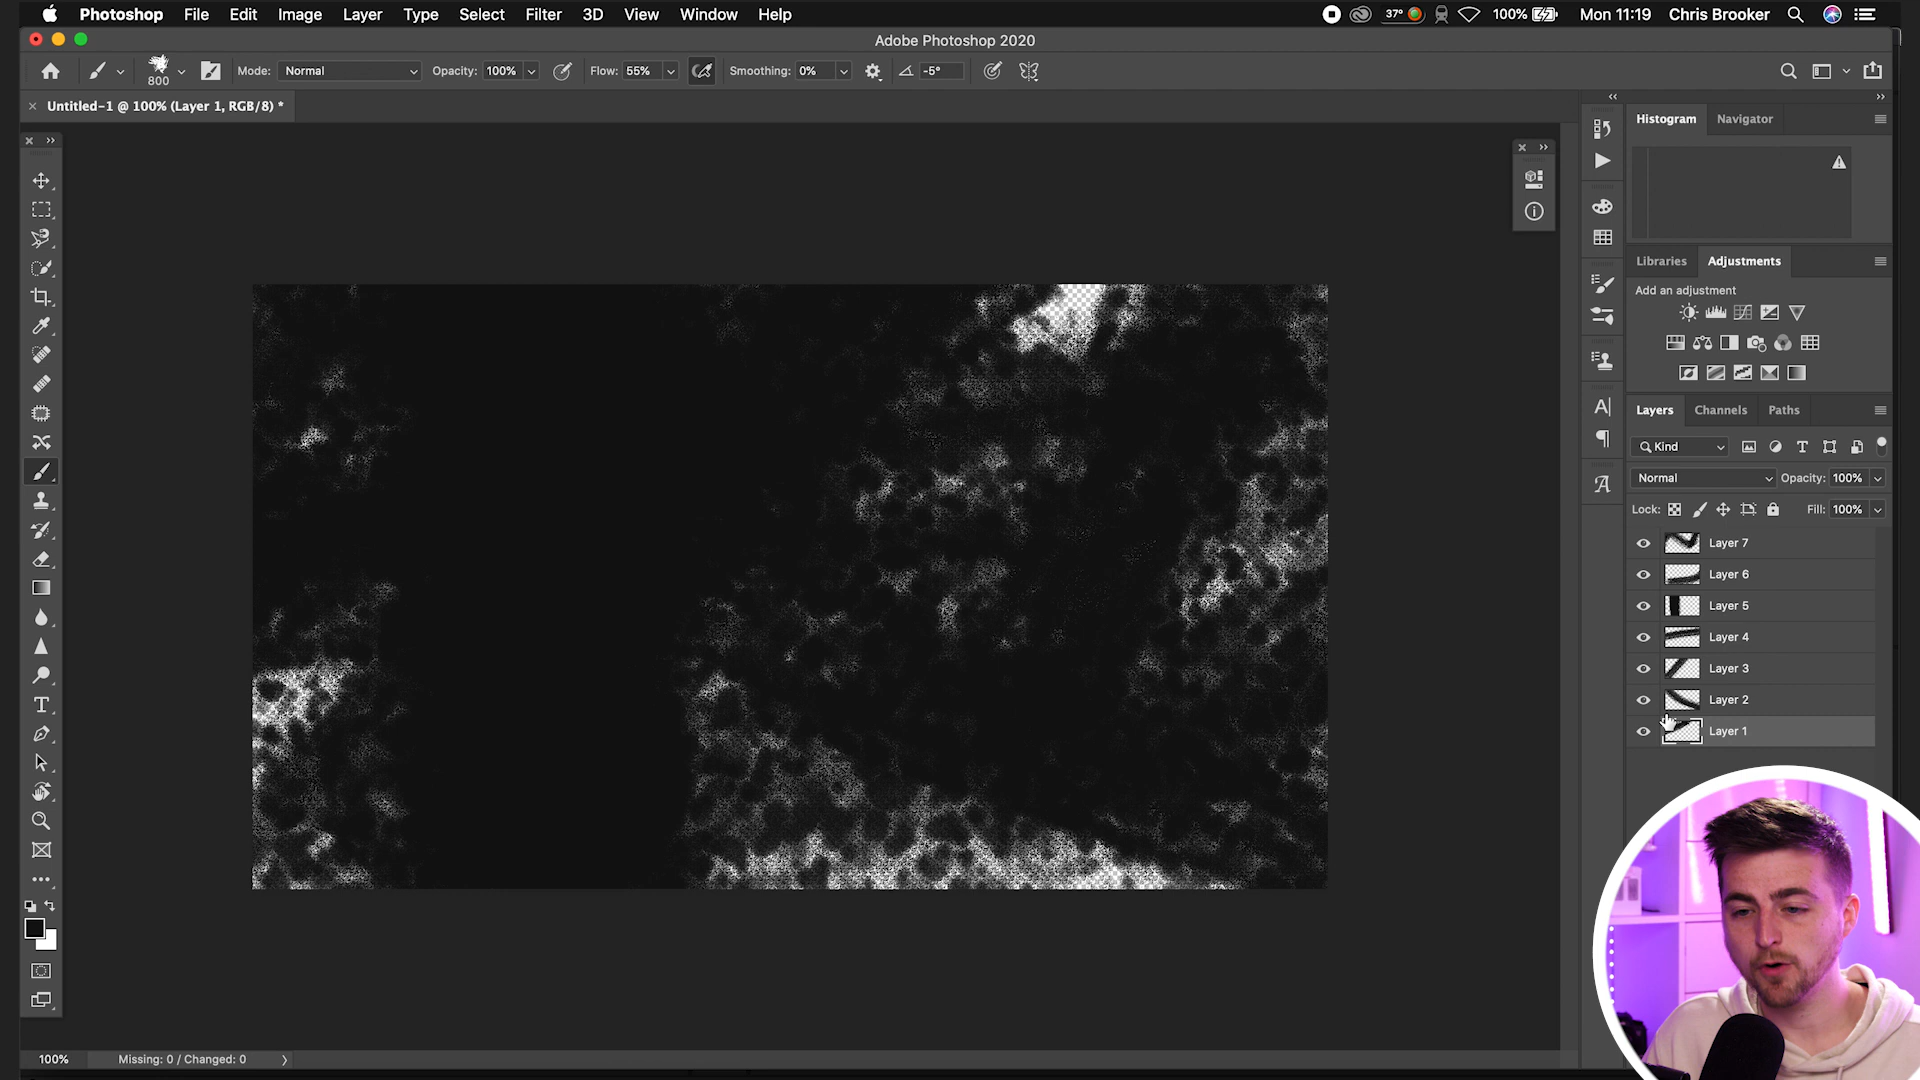 Photoshop File Edit Image Layer Type Select Filter 3D View Window Help 37° 100% Mon 11:19 Chris Brooker
Adobe Photoshop 2020
800 Mode: Normal Opacity: 100% Flow: 55% Smoothing: 0% -5°
Untitled-1 @ 100% (Layer 1, RGB/8) *
Histogram Navigator
Libraries Adjustments
Add an adjustment
Layers Channels Paths
Kind
Normal Opacity: 100%
Lock: Fill: 100%
Layer 7
Layer 6
Layer 5
Layer 4
Layer 3
Layer 2
Layer 1
100% Missing: 0 / Changed: 0